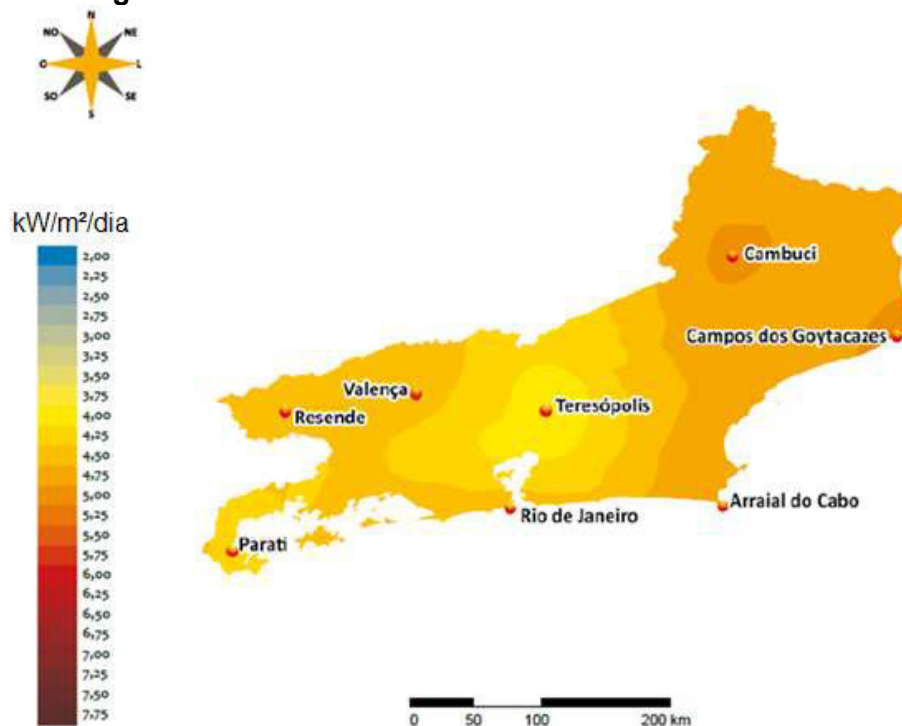 N
NO
NE
O
L
SO
SE
S
kW/m²/dia
2,00
2,25
2,50
2,75
3,00
3,25
3,50
3,75
4,00
4,25
4,50
4,75
5,00
5,25
5,50
5,75
6,00
6,25
6,50
6,75
7,00
7,25
7,50
7,75
Cambuci
Campos dos Goytacazes
Valença
Teresópolis
Resende
Arraial do Cabo
Rio de Janeiro
Parati
0 50 100 200 km